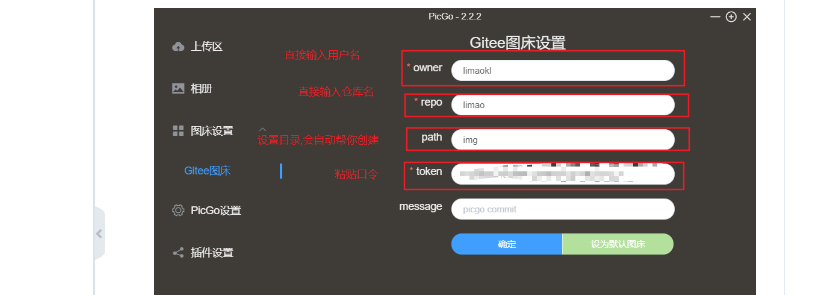 PicGo - 2.2.2
上传区
相册
图床设置
Gitee图床
PicGo设置
插件设置
Gitee图床设置
直接输入用户名
* owner
limaokl
直接输入仓库名
* repo
limao
设置目录,会自动帮你创建
path
img
粘贴口令
* token
message
picgo commit
确定
设为默认图床